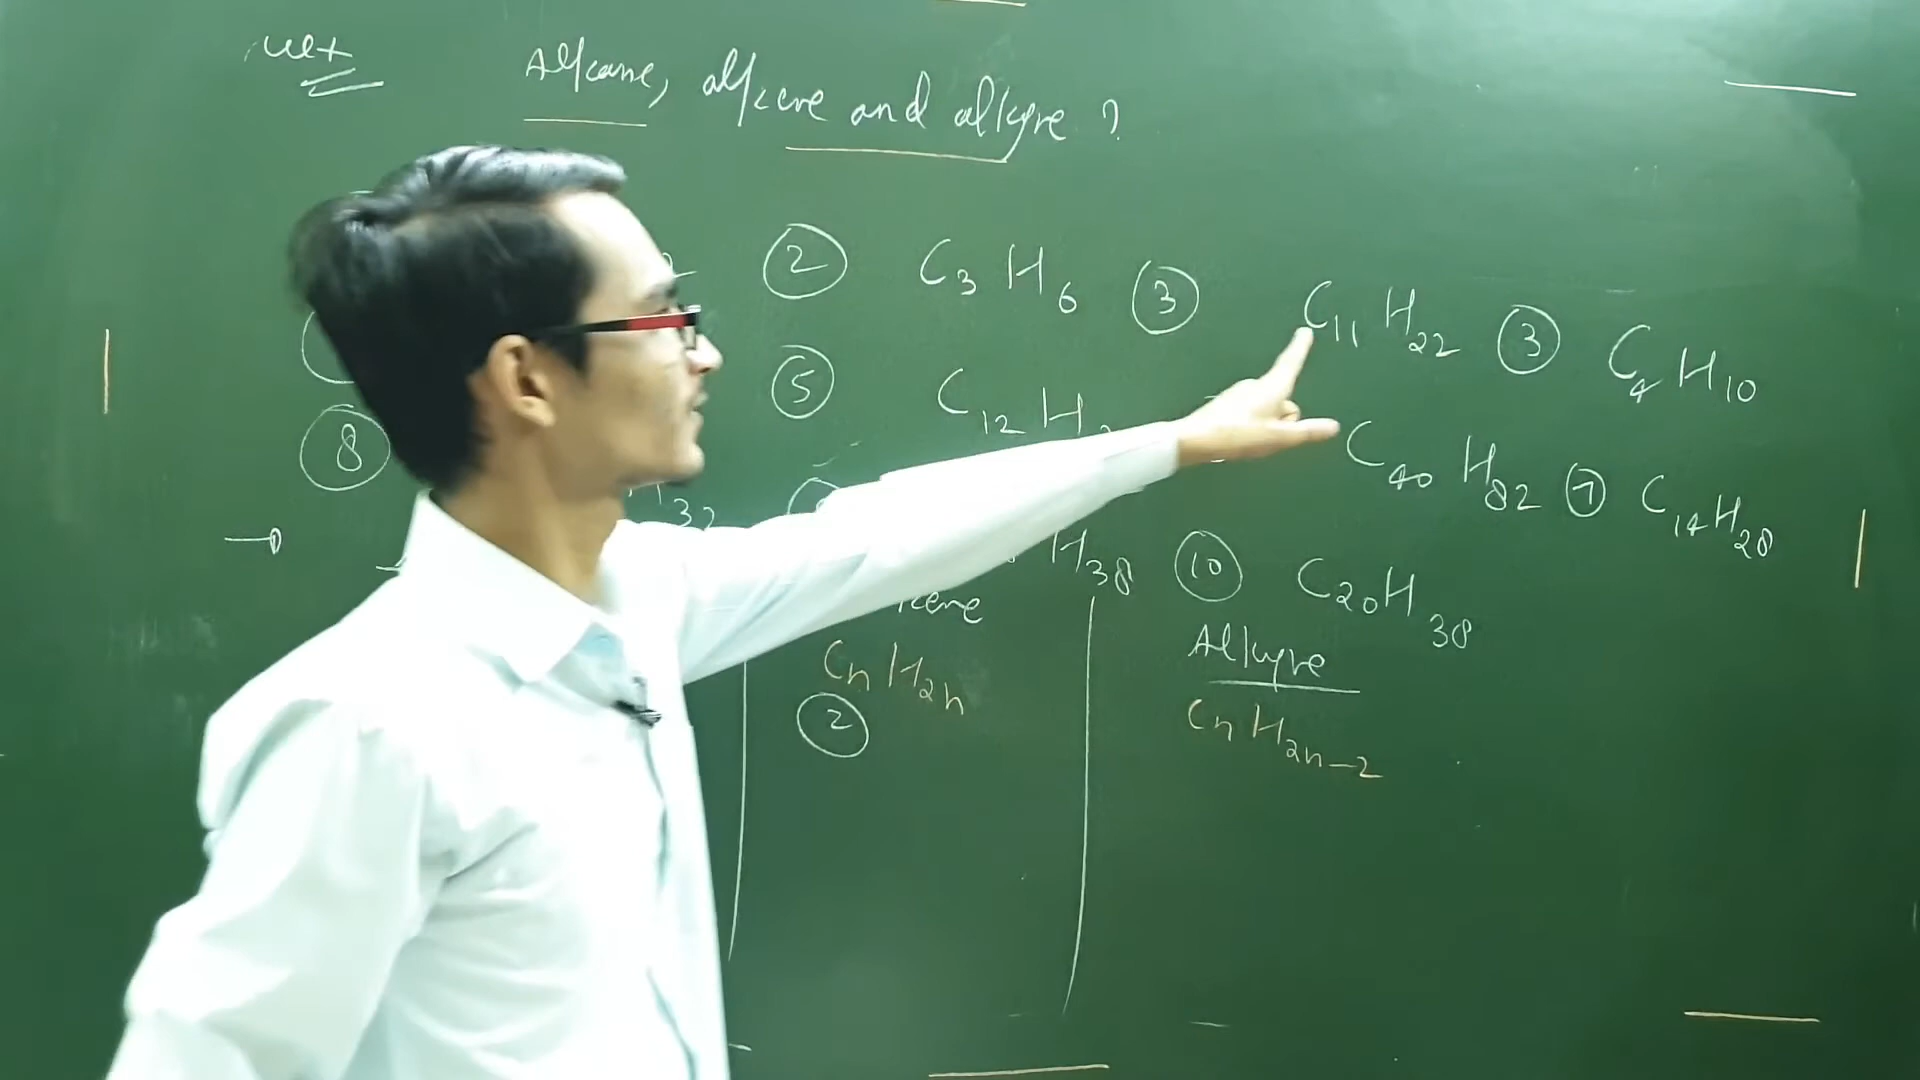 Alkane, alkene and alkyne ?
② C3H6 ③ C11H22 ③ C4H10
⑤ C12H C40H82 ⑦ C14H28
⑧ 32 H38 ⑩ C20H38
kene Alkyne
CnH2n CnH2n-2
②